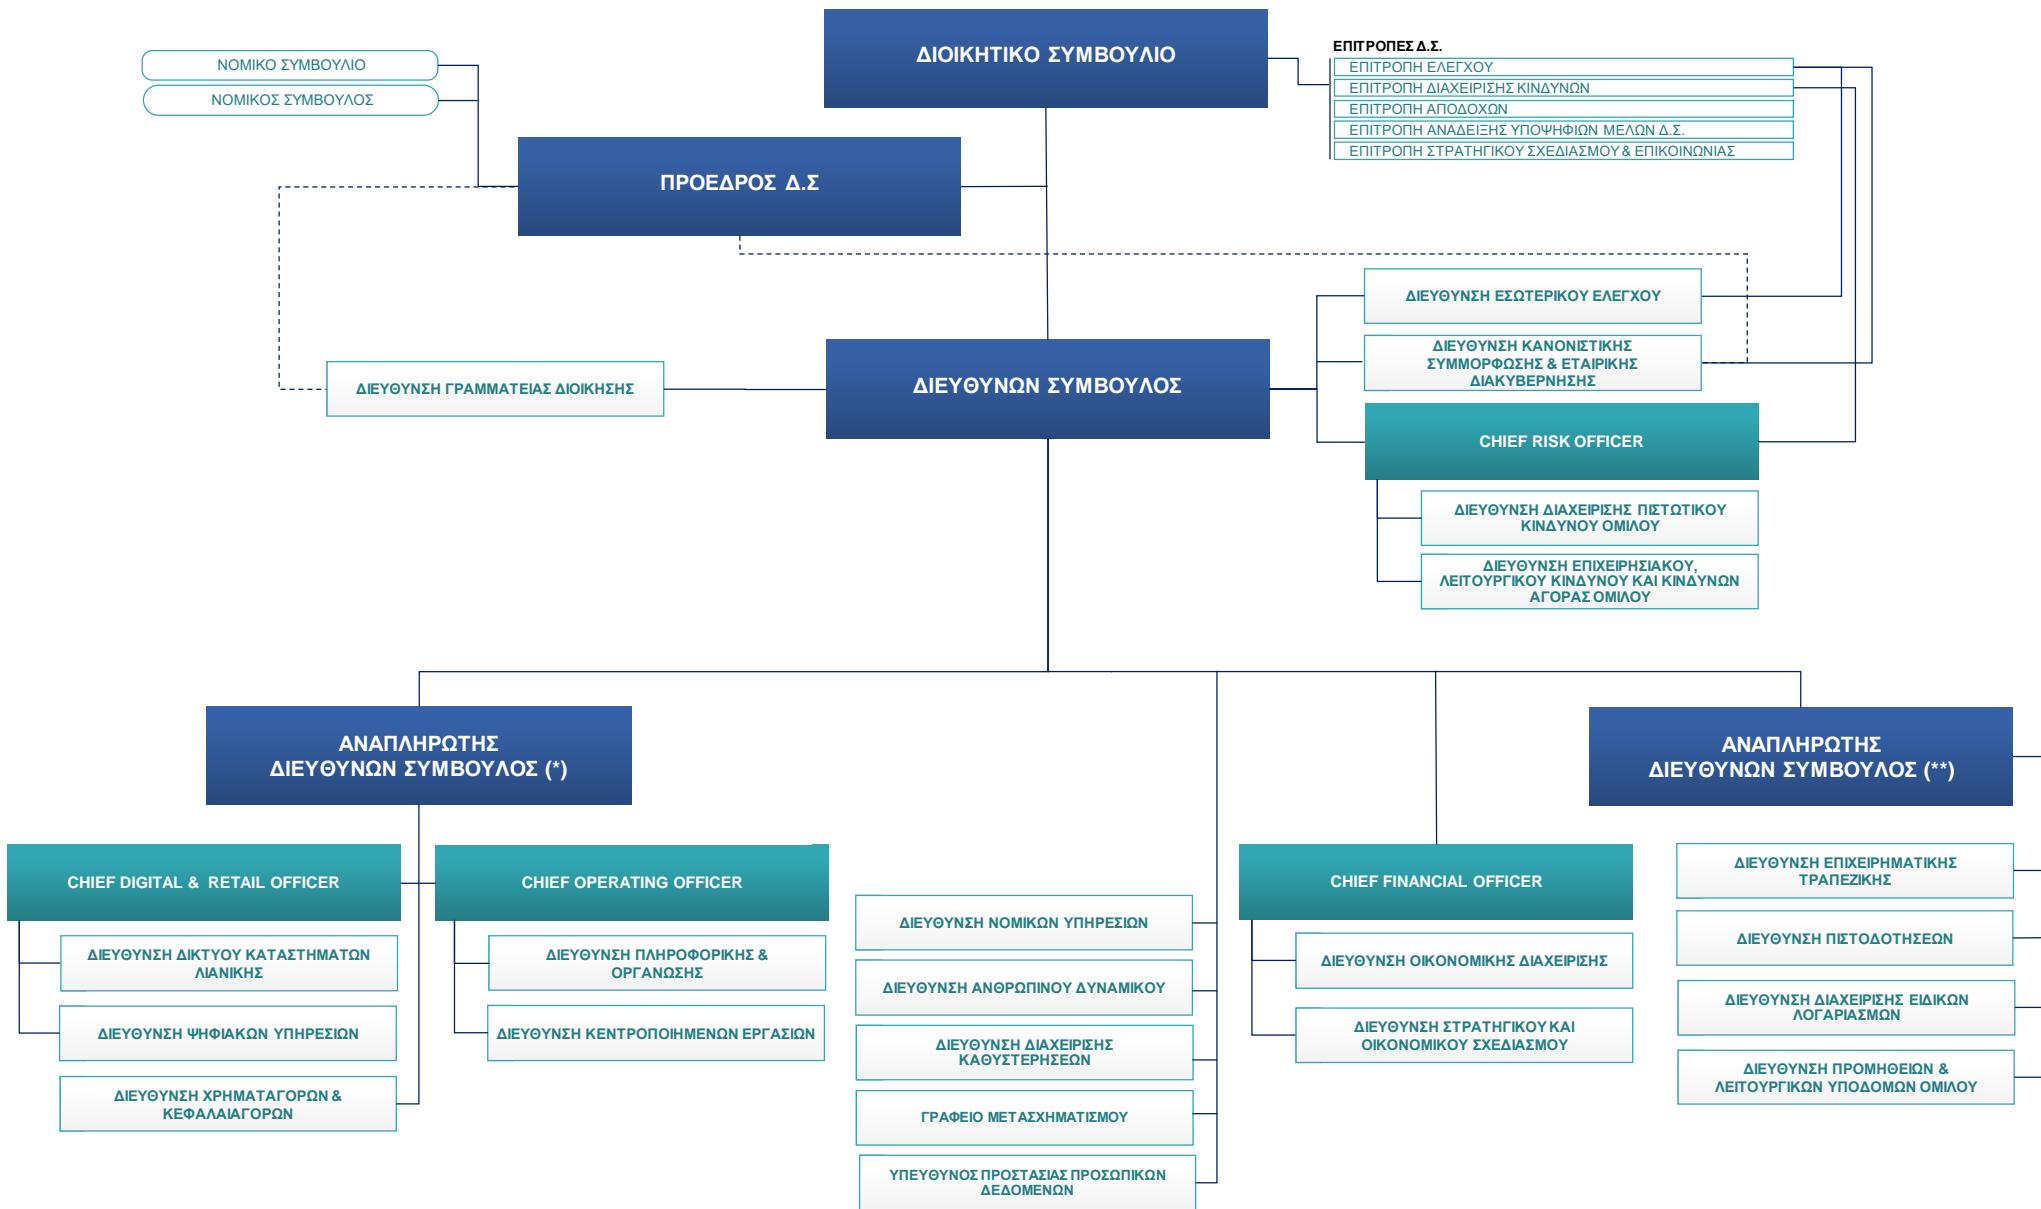 ΔΙΟΙΚΗΤΙΚΟ ΣΥΜΒΟΥΛΙΟ
ΕΠΙΤΡΟΠΕΣ Δ.Σ.
ΕΠΙΤΡΟΠΗ ΕΛΕΓΧΟΥ
ΕΠΙΤΡΟΠΗ ΔΙΑΧΕΙΡΙΣΗΣ ΚΙΝΔΥΝΩΝ
ΕΠΙΤΡΟΠΗ ΑΠΟΔΟΧΩΝ
ΕΠΙΤΡΟΠΗ ΑΝΑΔΕΙΞΗΣ ΥΠΟΨΗΦΙΩΝ ΜΕΛΩΝ Δ.Σ.
ΕΠΙΤΡΟΠΗ ΣΤΡΑΤΗΓΙΚΟΥ ΣΧΕΔΙΑΣΜΟΥ & ΕΠΙΚΟΙΝΩΝΙΑΣ
ΝΟΜΙΚΟ ΣΥΜΒΟΥΛΙΟ
ΝΟΜΙΚΟΣ ΣΥΜΒΟΥΛΟΣ
ΠΡΟΕΔΡΟΣ Δ.Σ
ΔΙΕΥΘΥΝΣΗ ΕΣΩΤΕΡΙΚΟΥ ΕΛΕΓΧΟΥ
ΔΙΕΥΘΥΝΣΗ ΚΑΝΟΝΙΣΤΙΚΗΣ
ΣΥΜΜΟΡΦΩΣΗΣ & ΕΤΑΙΡΙΚΗΣ
ΔΙΑΚΥΒΕΡΝΗΣΗΣ
ΔΙΕΥΘΥΝΣΗ ΓΡΑΜΜΑΤΕΙΑΣ ΔΙΟΙΚΗΣΗΣ
ΔΙΕΥΘΥΝΩΝ ΣΥΜΒΟΥΛΟΣ
CHIEF RISK OFFICER
ΔΙΕΥΘΥΝΣΗ ΔΙΑΧΕΙΡΙΣΗΣ ΠΙΣΤΩΤΙΚΟΥ
ΚΙΝΔΥΝΟΥ ΟΜΙΛΟΥ
ΔΙΕΥΘΥΝΣΗ ΕΠΙΧΕΙΡΗΣΙΑΚΟΥ,
ΛΕΙΤΟΥΡΓΙΚΟΥ ΚΙΝΔΥΝΟΥ ΚΑΙ ΚΙΝΔΥΝΩΝ
ΑΓΟΡΑΣ ΟΜΙΛΟΥ
ΑΝΑΠΛΗΡΩΤΗΣ
ΔΙΕΥΘΥΝΩΝ ΣΥΜΒΟΥΛΟΣ (*)
ΑΝΑΠΛΗΡΩΤΗΣ
ΔΙΕΥΘΥΝΩΝ ΣΥΜΒΟΥΛΟΣ (**)
CHIEF DIGITAL & RETAIL OFFICER
ΔΙΕΥΘΥΝΣΗ ΔΙΚΤΥΟΥ ΚΑΤΑΣΤΗΜΑΤΩΝ
ΛΙΑΝΙΚΗΣ
ΔΙΕΥΘΥΝΣΗ ΨΗΦΙΑΚΩΝ ΥΠΗΡΕΣΙΩΝ
ΔΙΕΥΘΥΝΣΗ ΧΡΗΜΑΤΑΓΟΡΩΝ &
ΚΕΦΑΛΑΙΑΓΟΡΩΝ
CHIEF OPERATING OFFICER
ΔΙΕΥΘΥΝΣΗ ΠΛΗΡΟΦΟΡΙΚΗΣ &
ΟΡΓΑΝΩΣΗΣ
ΔΙΕΥΘΥΝΣΗ ΚΕΝΤΡΟΠΟΙΗΜΕΝΩΝ ΕΡΓΑΣΙΩΝ
ΔΙΕΥΘΥΝΣΗ ΝΟΜΙΚΩΝ ΥΠΗΡΕΣΙΩΝ
ΔΙΕΥΘΥΝΣΗ ΑΝΘΡΩΠΙΝΟΥ ΔΥΝΑΜΙΚΟΥ
ΔΙΕΥΘΥΝΣΗ ΔΙΑΧΕΙΡΙΣΗΣ
ΚΑΘΥΣΤΕΡΗΣΕΩΝ
ΓΡΑΦΕΙΟ ΜΕΤΑΣΧΗΜΑΤΙΣΜΟΥ
ΥΠΕΥΘΥΝΟΣ ΠΡΟΣΤΑΣΙΑΣ ΠΡΟΣΩΠΙΚΩΝ
ΔΕΔΟΜΕΝΩΝ
CHIEF FINANCIAL OFFICER
ΔΙΕΥΘΥΝΣΗ ΟΙΚΟΝΟΜΙΚΗΣ ΔΙΑΧΕΙΡΙΣΗΣ
ΔΙΕΥΘΥΝΣΗ ΣΤΡΑΤΗΓΙΚΟΥ ΚΑΙ
ΟΙΚΟΝΟΜΙΚΟΥ ΣΧΕΔΙΑΣΜΟΥ
ΔΙΕΥΘΥΝΣΗ ΕΠΙΧΕΙΡΗΜΑΤΙΚΗΣ
ΤΡΑΠΕΖΙΚΗΣ
ΔΙΕΥΘΥΝΣΗ ΠΙΣΤΟΔΟΤΗΣΕΩΝ
ΔΙΕΥΘΥΝΣΗ ΔΙΑΧΕΙΡΙΣΗΣ ΕΙΔΙΚΩΝ
ΛΟΓΑΡΙΑΣΜΩΝ
ΔΙΕΥΘΥΝΣΗ ΠΡΟΜΗΘΕΙΩΝ &
ΛΕΙΤΟΥΡΓΙΚΩΝ ΥΠΟΔΟΜΩΝ ΟΜΙΛΟΥ